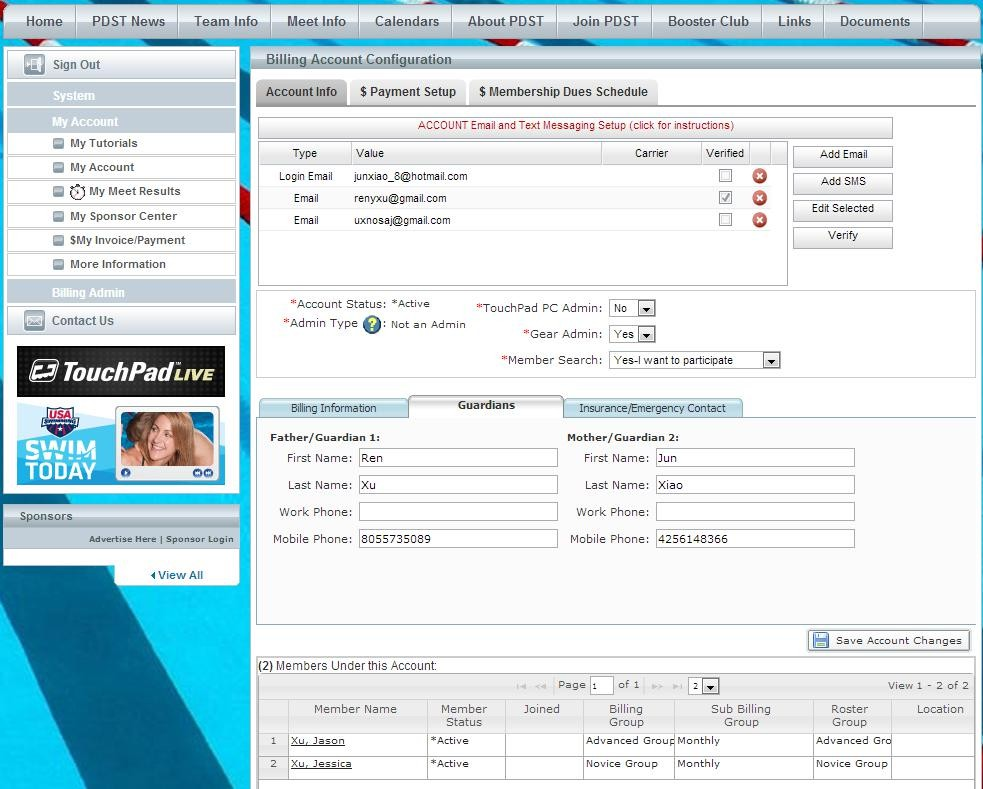 Home PDST News Team Info Meet Info Calendars About PDST Join PDST Booster Club Links Documents
Sign Out
System
My Account
My Tutorials
My Account
My Meet Results
My Sponsor Center
$My Invoice/Payment
More Information
Billing Admin
Contact Us
TouchPad LIVE
USA
SWIMMING
SWIM
TODAY
Sponsors
Advertise Here | Sponsor Login
View All
Billing Account Configuration
Account Info $ Payment Setup $ Membership Dues Schedule
ACCOUNT Email and Text Messaging Setup (click for instructions)
Type Value Carrier Verified
Login Email junxiao_8@hotmail.com
Email renyxu@gmail.com
Email uxnosaj@gmail.com
Add Email
Add SMS
Edit Selected
Verify
*Account Status: *Active *TouchPad PC Admin: No
*Admin Type ? : Not an Admin
*Gear Admin: Yes
*Member Search: Yes-I want to participate
Billing Information Guardians Insurance/Emergency Contact
Father/Guardian 1: Mother/Guardian 2:
First Name: Ren First Name: Jun
Last Name: Xu Last Name: Xiao
Work Phone: Work Phone:
Mobile Phone: 8055735089 Mobile Phone: 4256148366
Save Account Changes
(2) Members Under this Account:
Page 1 of 1 2 View 1 - 2 of 2
Member Name Member Status Joined Billing Group Sub Billing Group Roster Group Location
1 Xu, Jason *Active Advanced Group Monthly Advanced Gro
2 Xu, Jessica *Active Novice Group Monthly Novice Group